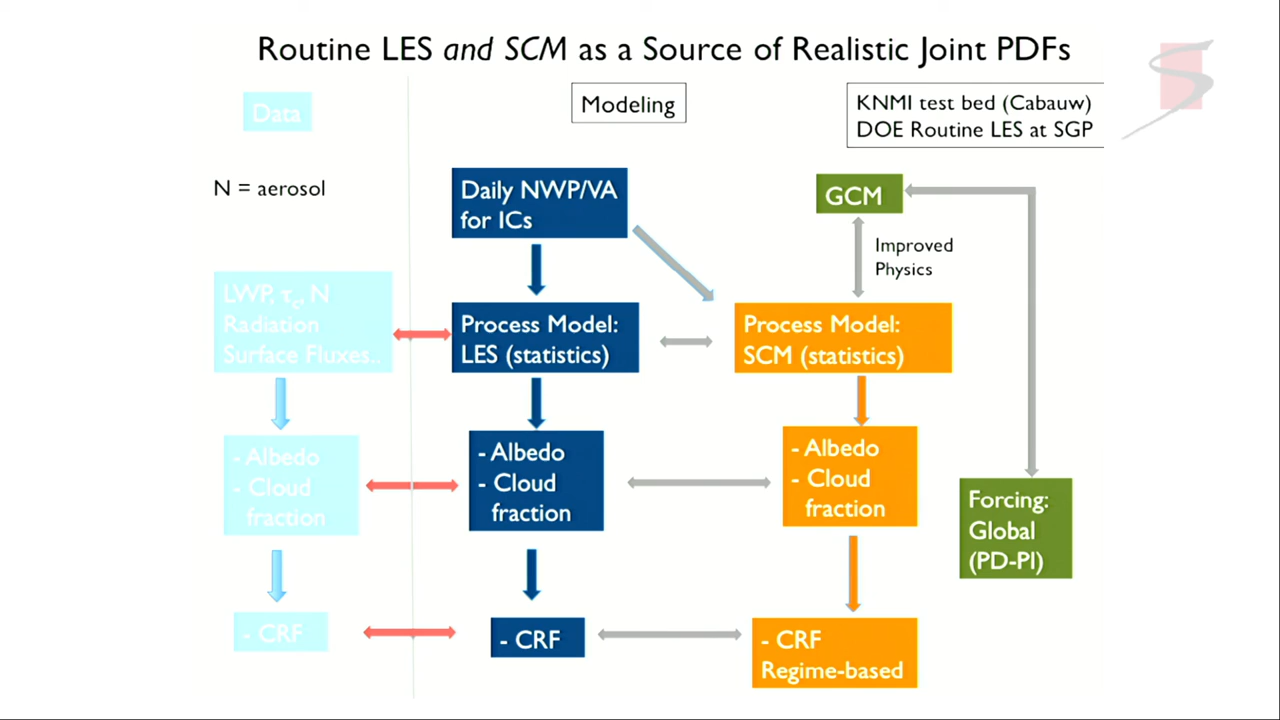 Routine LES and SCM as a Source of Realistic Joint PDFs
Data
Modeling
KNMI test bed (Cabauw)
DOE Routine LES at SGP
N = aerosol
Daily NWP/VA
for ICs
GCM
Improved
Physics
LWP, τc, N
Radiation
Surface Fluxes..
Process Model:
LES (statistics)
Process Model:
SCM (statistics)
- Albedo
- Cloud
fraction
- Albedo
- Cloud
fraction
- Albedo
- Cloud
fraction
Forcing:
Global
(PD-PI)
- CRF
- CRF
- CRF
Regime-based